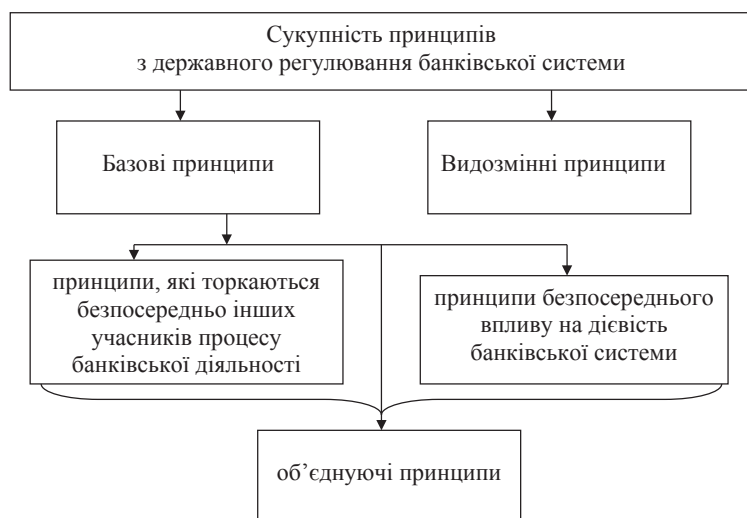 Сукупність принципів
з державного регулювання банківської системи
Базові принципи
Видозмінні принципи
принципи, які торкаються
безпосередньо інших
учасників процесу
банківської діяльності
принципи безпосереднього
впливу на дієвість
банківської системи
об’єднуючі принципи